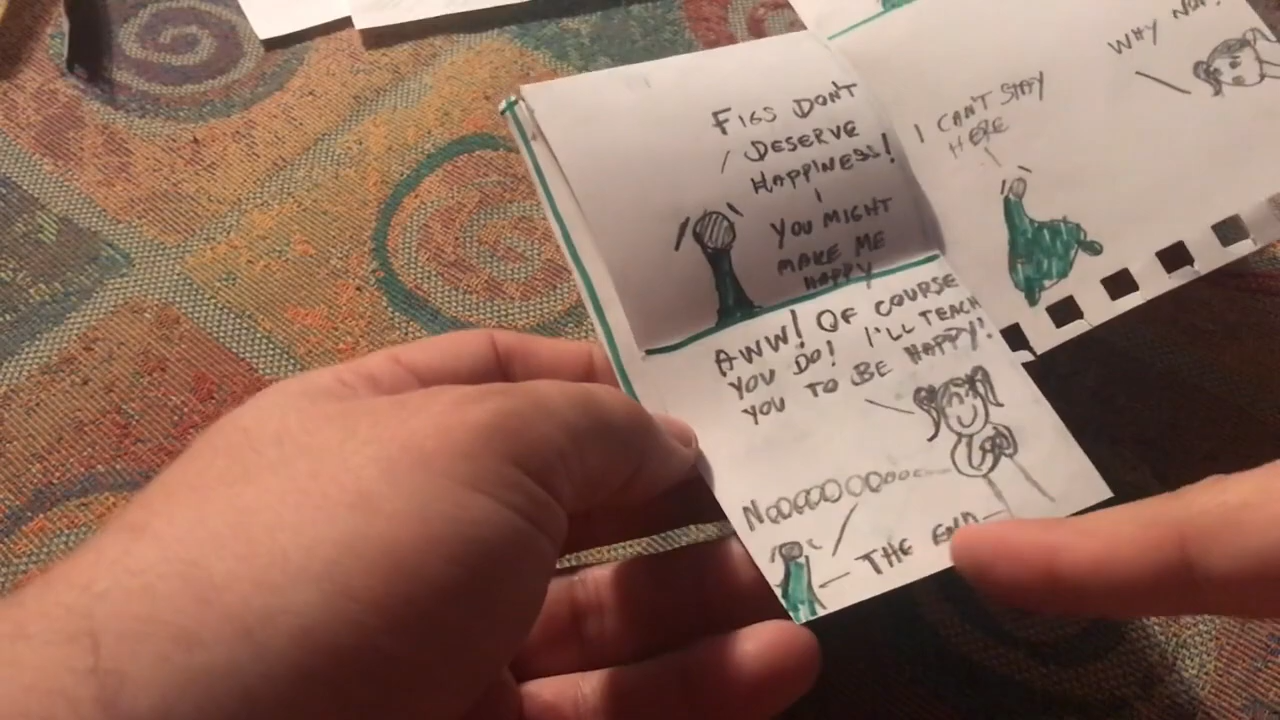 WHY NOT?
I CAN'T STAY
HERE
FIGS DON'T
DESERVE
HAPPINESS!
YOU MIGHT
MAKE ME
HAPPY
AWW! OF COURSE
YOU DO! I'LL TEACH
YOU TO BE HAPPY!
NOOOOOOOOO
THE END